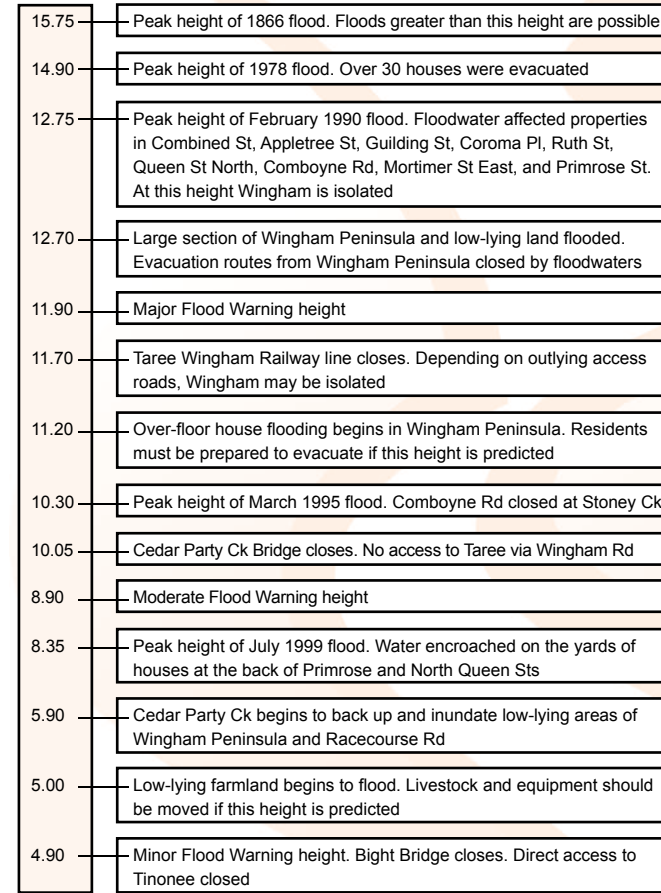 15.75 Peak height of 1866 flood. Floods greater than this height are possible
14.90 Peak height of 1978 flood. Over 30 houses were evacuated
12.75 Peak height of February 1990 flood. Floodwater affected properties
in Combined St, Appletree St, Guilding St, Coroma Pl, Ruth St,
Queen St North, Comboyne Rd, Mortimer St East, and Primrose St.
At this height Wingham is isolated
12.70 Large section of Wingham Peninsula and low-lying land flooded.
Evacuation routes from Wingham Peninsula closed by floodwaters
11.90 Major Flood Warning height
11.70 Taree Wingham Railway line closes. Depending on outlying access
roads, Wingham may be isolated
11.20 Over-floor house flooding begins in Wingham Peninsula. Residents
must be prepared to evacuate if this height is predicted
10.30 Peak height of March 1995 flood. Comboyne Rd closed at Stoney Ck
10.05 Cedar Party Ck Bridge closes. No access to Taree via Wingham Rd
8.90 Moderate Flood Warning height
8.35 Peak height of July 1999 flood. Water encroached on the yards of
houses at the back of Primrose and North Queen Sts
5.90 Cedar Party Ck begins to back up and inundate low-lying areas of
Wingham Peninsula and Racecourse Rd
5.00 Low-lying farmland begins to flood. Livestock and equipment should
be moved if this height is predicted
4.90 Minor Flood Warning height. Bight Bridge closes. Direct access to
Tinonee closed